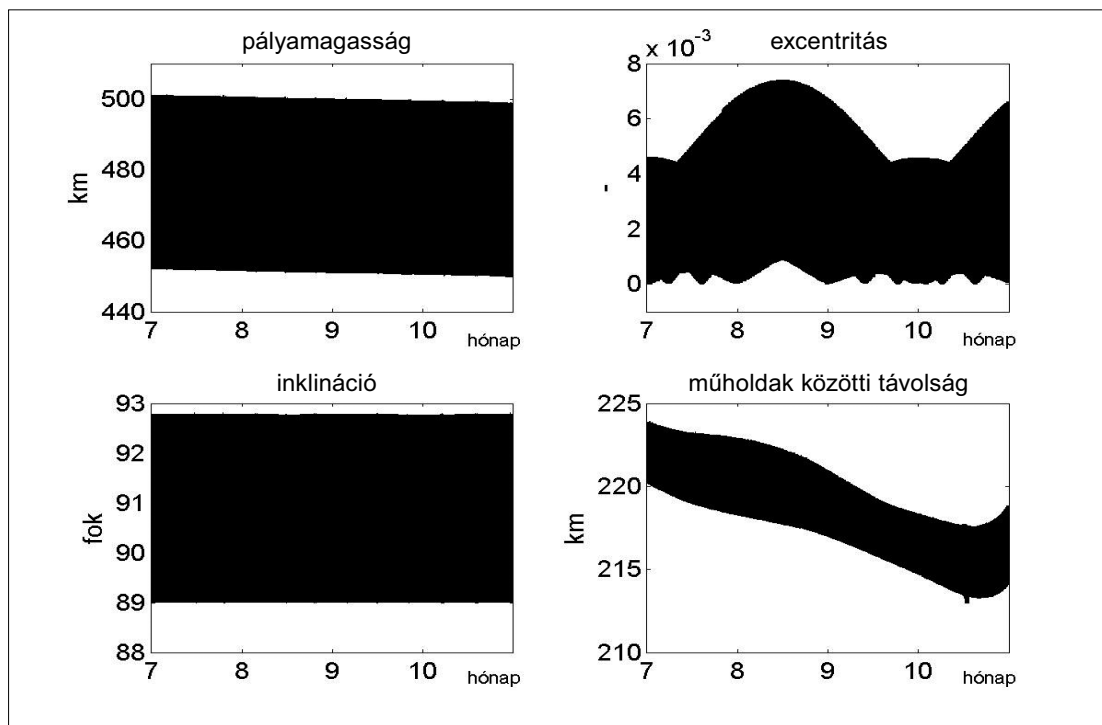 pályamagasság
500
480
460
440
km
7 8 9 10 hónap
excentritás
x 10-3
8
6
4
2
0
-
7 8 9 10 hónap
inklináció
93
92
91
90
89
88
fok
7 8 9 10 hónap
műholdak közötti távolság
225
220
215
210
km
7 8 9 10 hónap